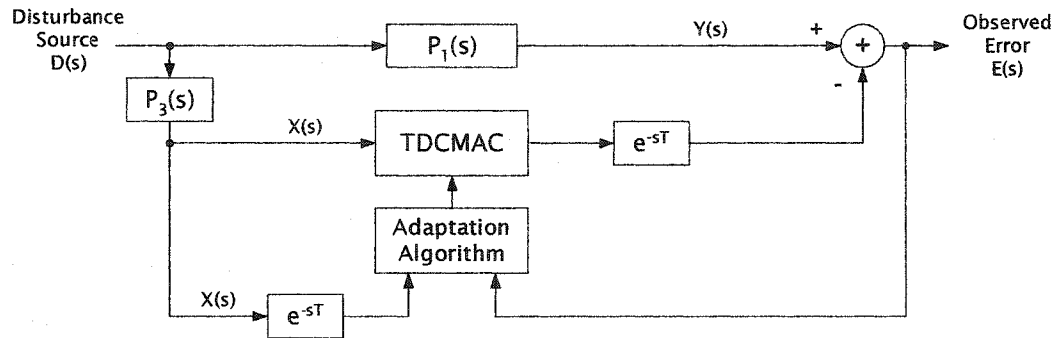 Disturbance
Source
D(s)
P₁(s)
Y(s)
+
+
-
Observed
Error
E(s)
P₃(s)
X(s)
TDCMAC
e⁻ˢᵀ
Adaptation
Algorithm
X(s)
e⁻ˢᵀ